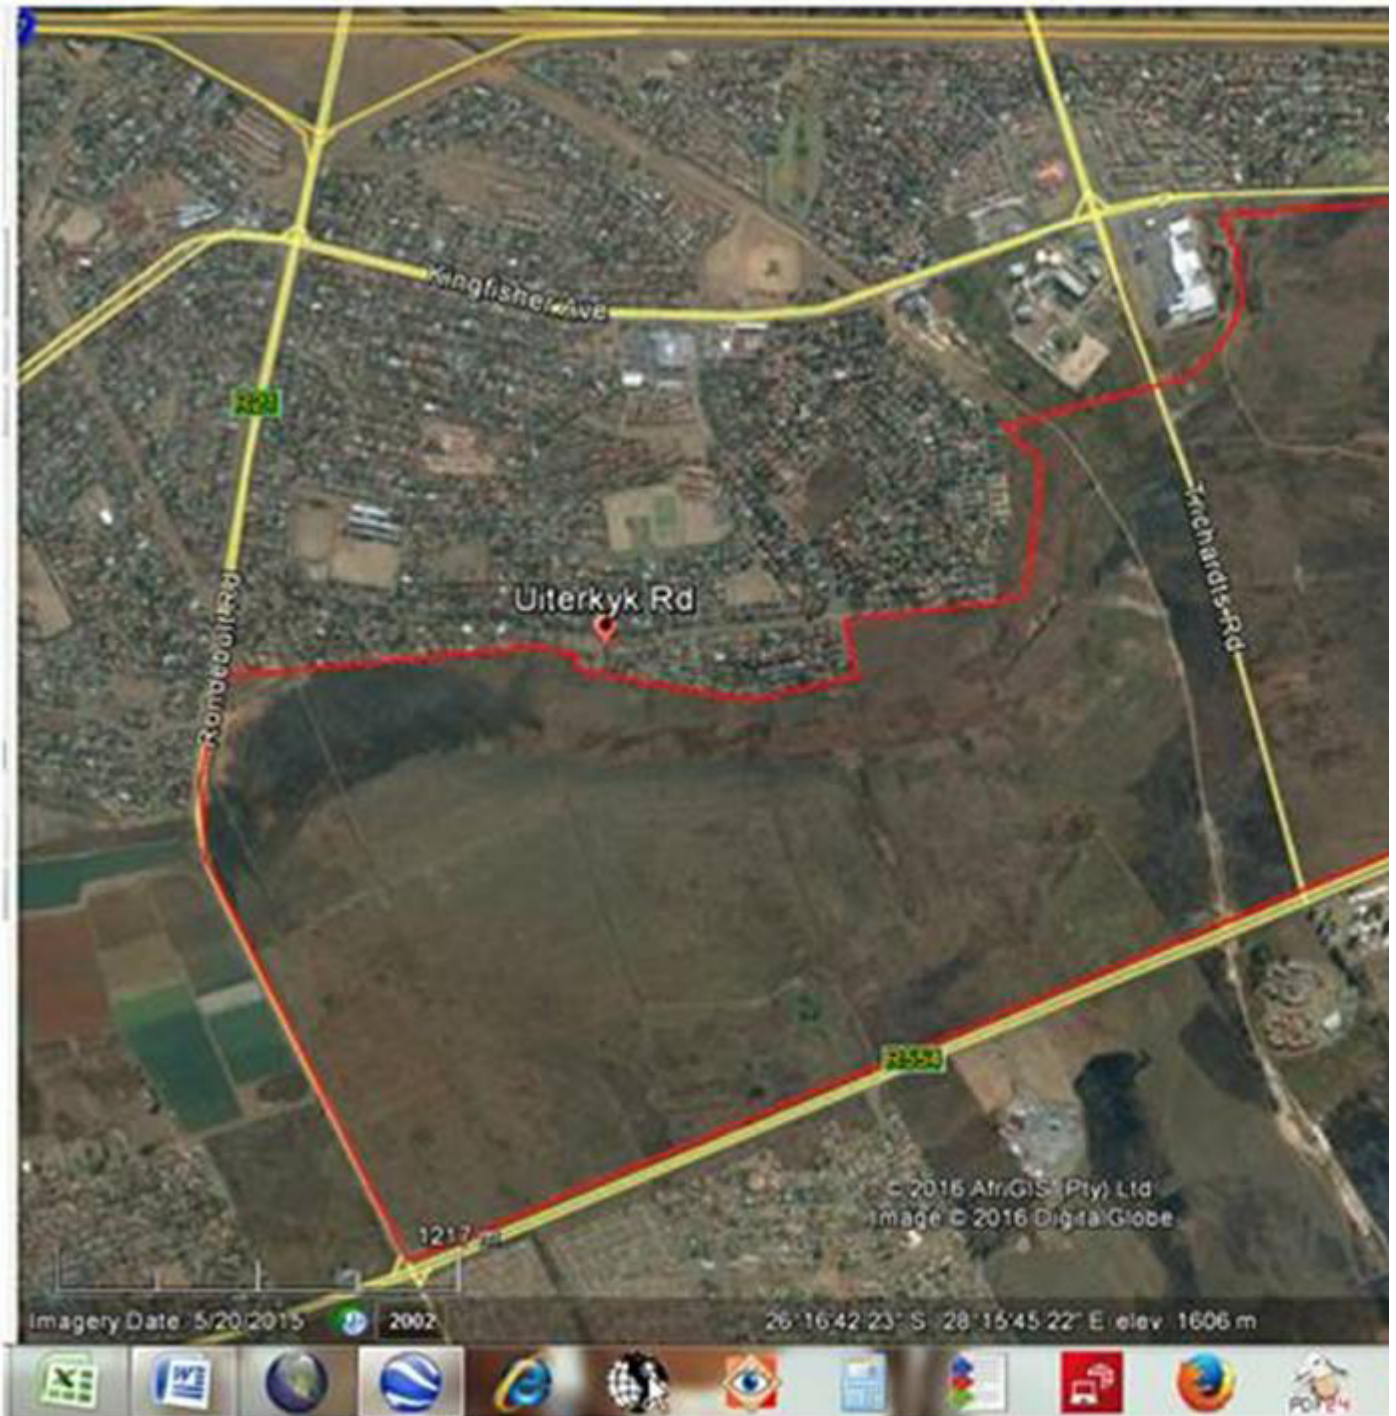 Kingfisher Ave
R21
Trichardts Rd
Uiterkyk Rd
Rondebult Rd
R554
© 2016 AfriGIS (Pty) Ltd
Image © 2016 DigitalGlobe
1217 m
Imagery Date: 5/20/2015
2002
26°16'42.23" S 28°15'45.22" E elev 1606 m
PDF24